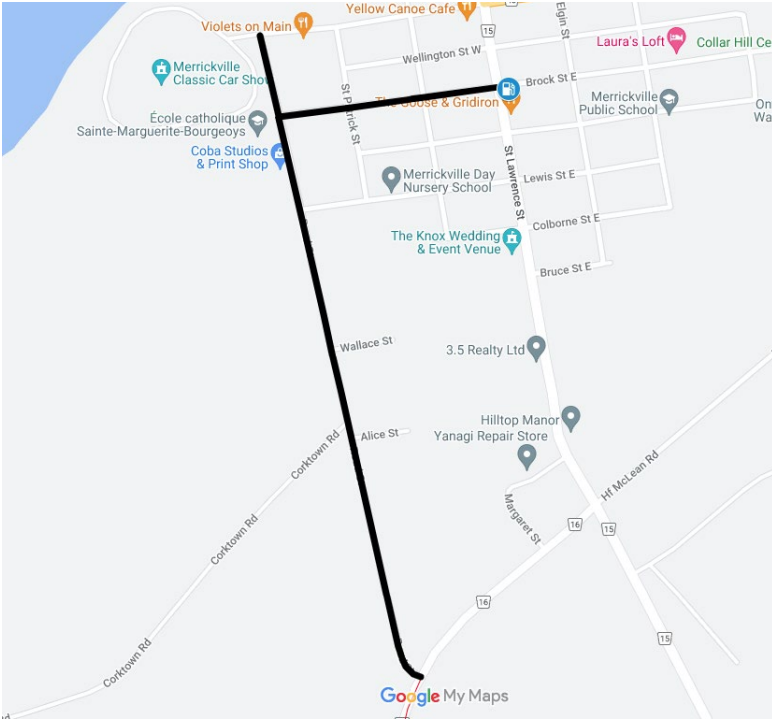 Yellow Canoe Cafe
Violets on Main
15
Elgin St
Laura's Loft
Collar Hill Ce
Wellington St W
Merrickville
Classic Car Show
Brock St E
The Goose & Gridiron
Merrickville
Public School
On
Wa
St Patrick St
École catholique
Sainte-Marguerite-Bourgeoys
Coba Studios
& Print Shop
St Lawrence St
Merrickville Day
Nursery School
Lewis St E
Colborne St E
The Knox Wedding
& Event Venue
Bruce St E
Wallace St
3.5 Realty Ltd
Hilltop Manor
Yanagi Repair Store
Alice St
Corktown Rd
Hf McLean Rd
Margaret St
16
15
Corktown Rd
16
15
Corktown Rd
Rd
Google My Maps